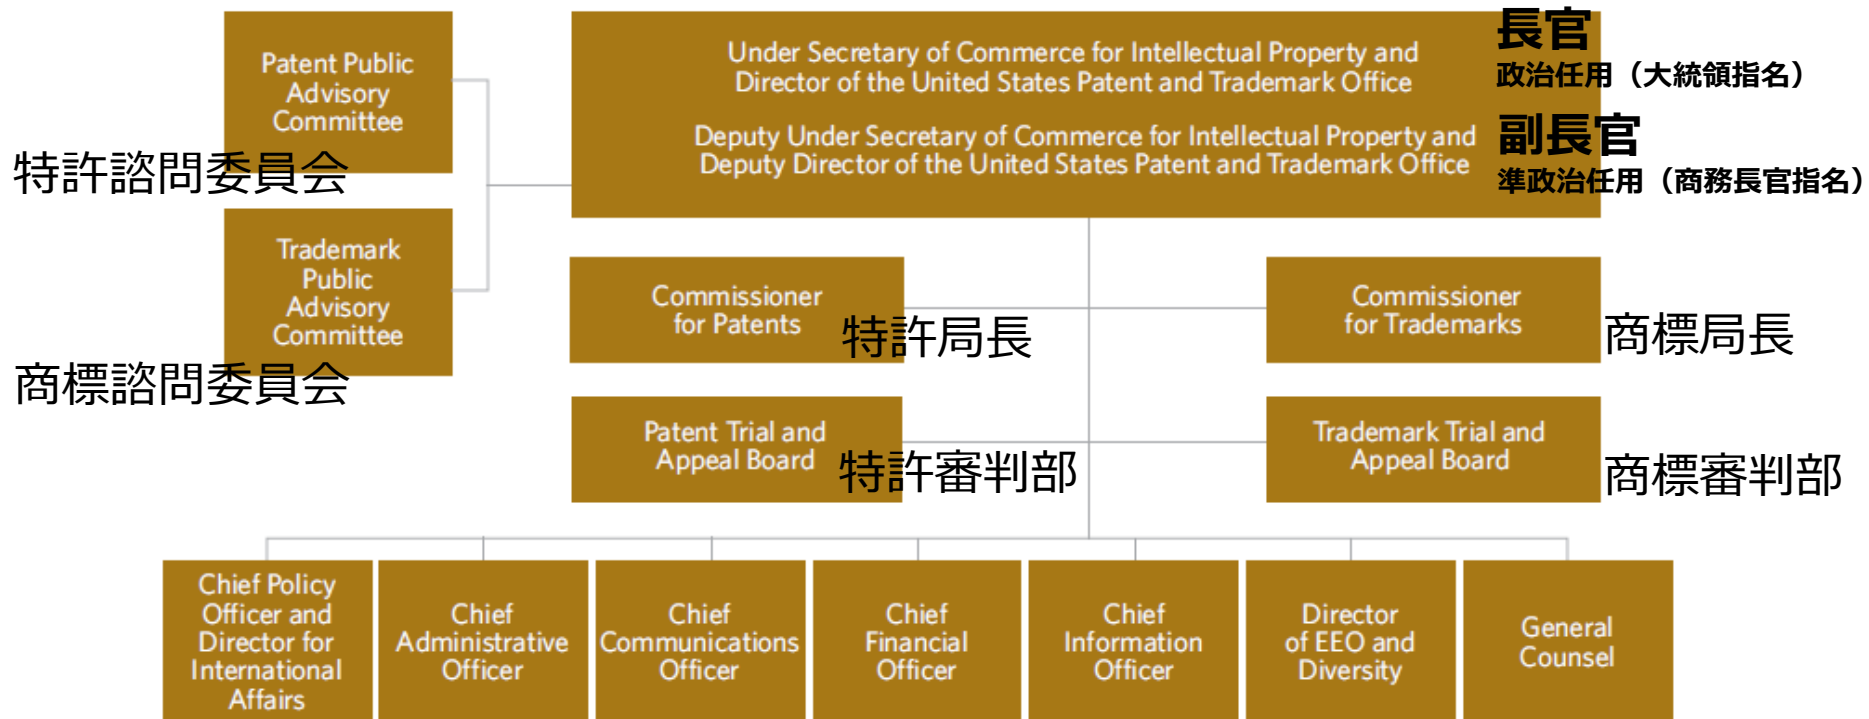 Patent Public
Advisory
Committee
特許諮問委員会
Trademark
Public
Advisory
Committee
商標諮問委員会
Under Secretary of Commerce for Intellectual Property and
Director of the United States Patent and Trademark Office
長官
政治任用（大統領指名）
Deputy Under Secretary of Commerce for Intellectual Property and
Deputy Director of the United States Patent and Trademark Office
副長官
準政治任用（商務長官指名）
Commissioner
for Patents
特許局長
Commissioner
for Trademarks
商標局長
Patent Trial and
Appeal Board
特許審判部
Trademark Trial and
Appeal Board
商標審判部
Chief Policy
Officer and
Director for
International
Affairs
Chief
Administrative
Officer
Chief
Communications
Officer
Chief
Financial
Officer
Chief
Information
Officer
Director
of EEO and
Diversity
General
Counsel